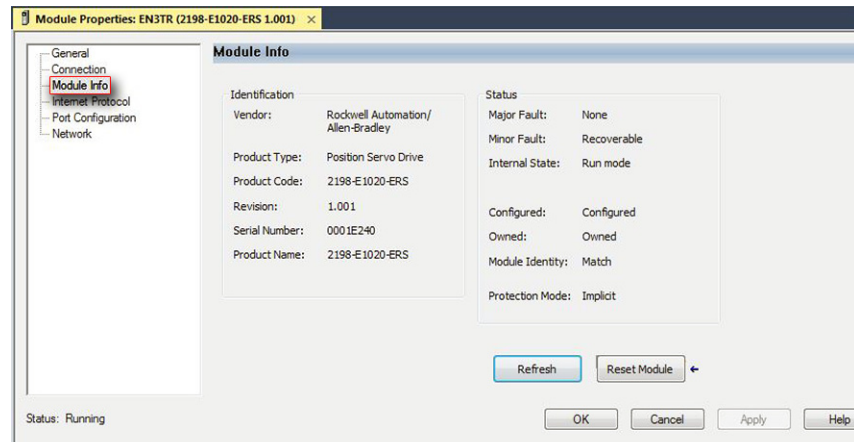 Module Properties: EN3TR (2198-E1020-ERS 1.001) ×
General
Connection
Module Info
Internet Protocol
Port Configuration
Network
Module Info
Identification
Vendor: Rockwell Automation/
Allen-Bradley
Product Type: Position Servo Drive
Product Code: 2198-E1020-ERS
Revision: 1.001
Serial Number: 0001E240
Product Name: 2198-E1020-ERS
Status
Major Fault: None
Minor Fault: Recoverable
Internal State: Run mode
Configured: Configured
Owned: Owned
Module Identity: Match
Protection Mode: Implicit
Refresh
Reset Module ←
Status: Running
OK
Cancel
Apply
Help